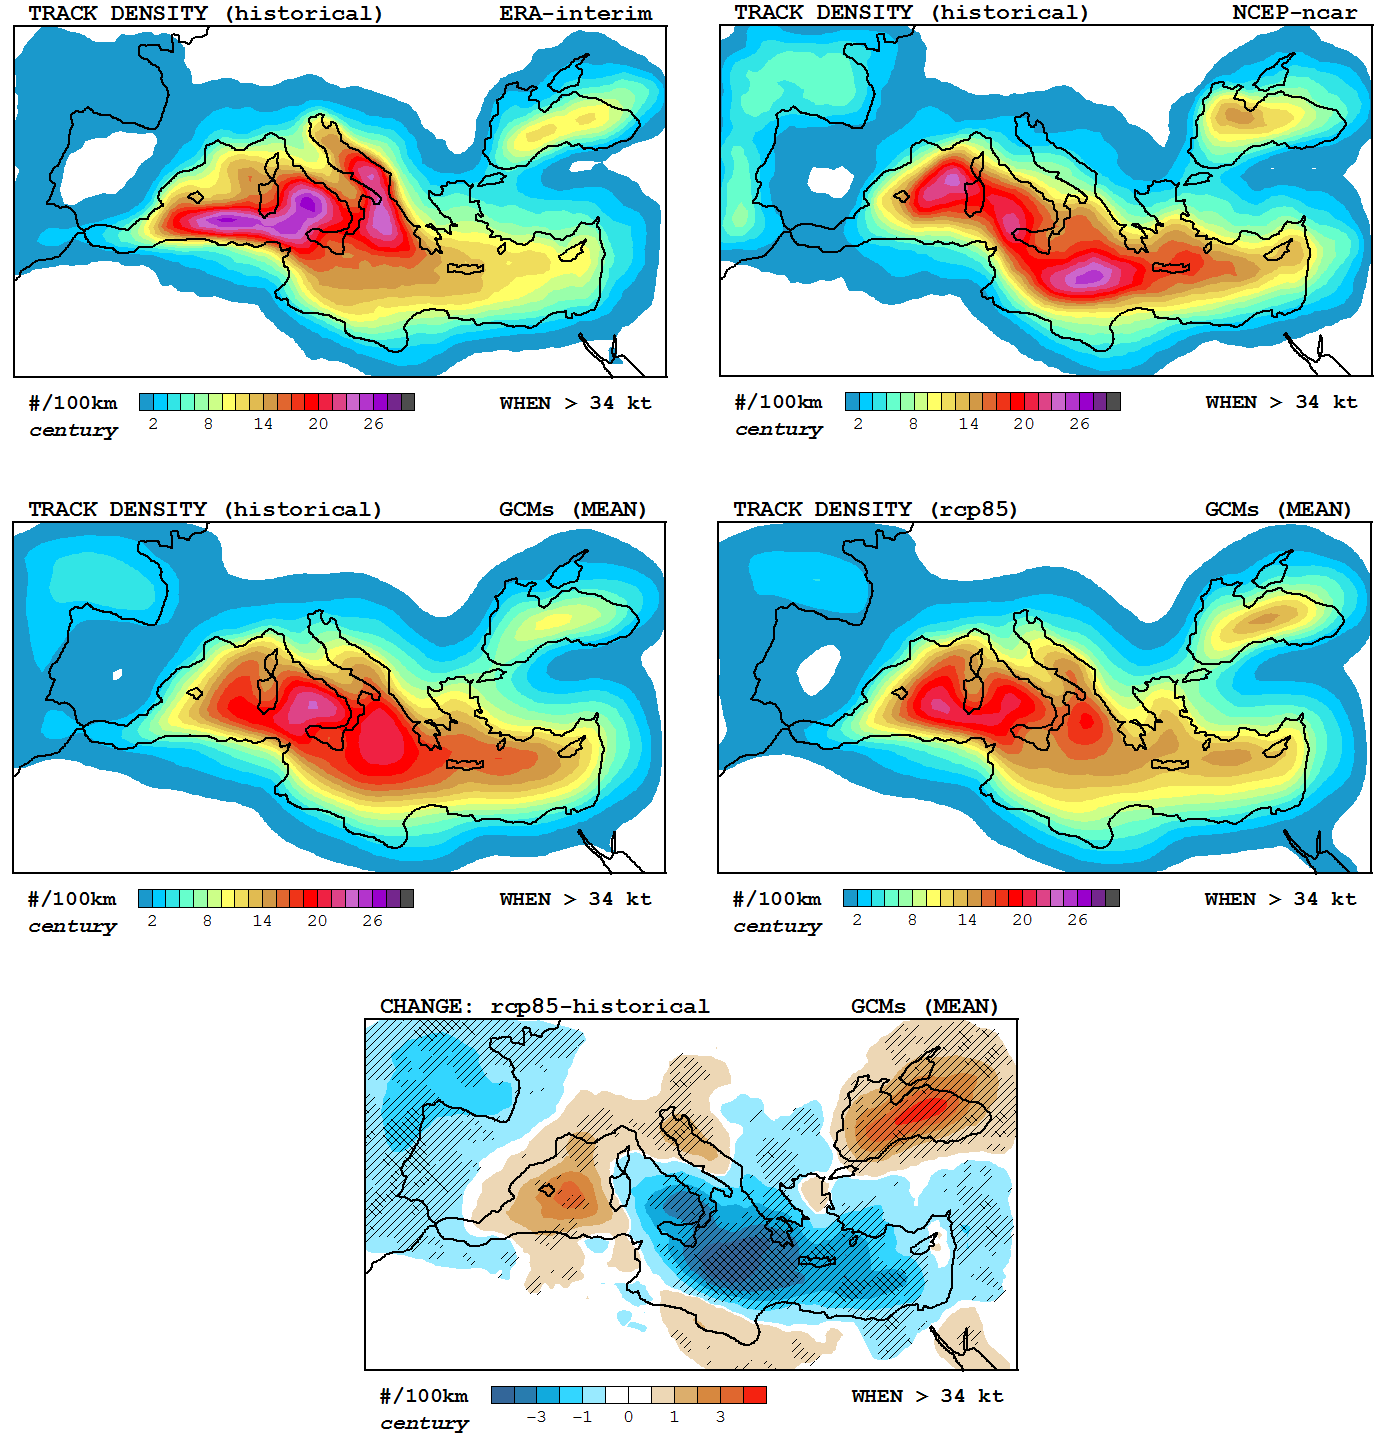 TRACK DENSITY (historical) ERA-interim
#/100km WHEN > 34 kt
2 8 14 20 26
century
TRACK DENSITY (historical) NCEP-ncar
#/100km WHEN > 34 kt
2 8 14 20 26
century
TRACK DENSITY (historical) GCMs (MEAN)
#/100km WHEN > 34 kt
2 8 14 20 26
century
TRACK DENSITY (rcp85) GCMs (MEAN)
#/100km WHEN > 34 kt
2 8 14 20 26
century
CHANGE: rcp85-historical GCMs (MEAN)
#/100km WHEN > 34 kt
-3 -1 0 1 3
century